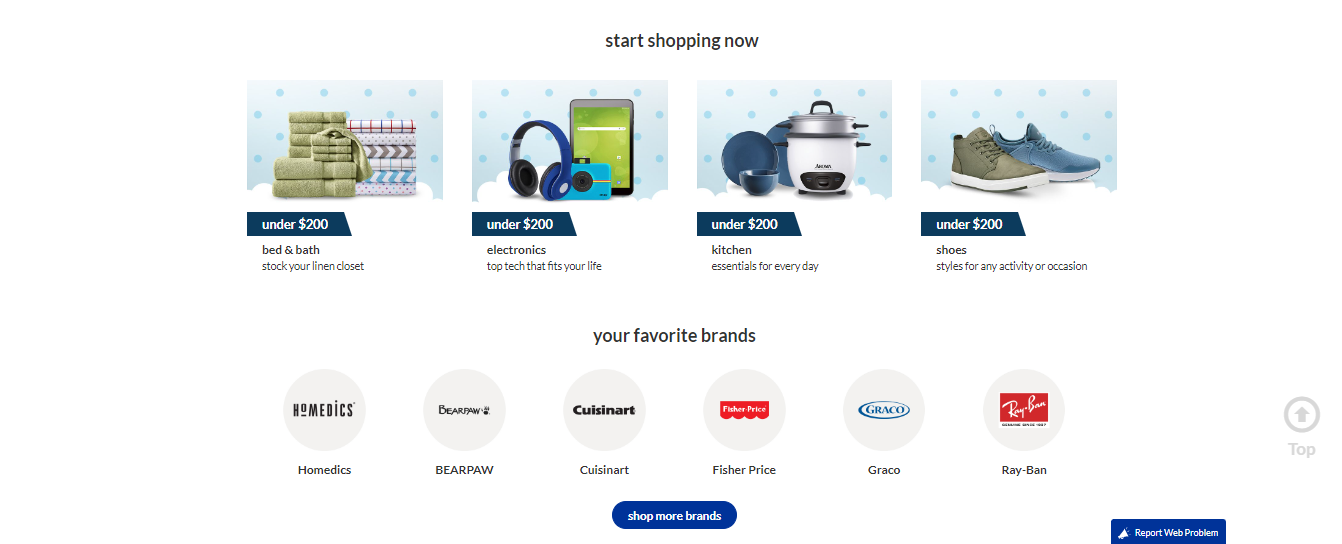 start shopping now
under $200
bed & bath
stock your linen closet
under $200
electronics
top tech that fits your life
AROMA
under $200
kitchen
essentials for every day
under $200
shoes
styles for any activity or occasion
your favorite brands
HoMEDiCS
Homedics
BEARPAW
BEARPAW
Cuisinart
Cuisinart
Fisher-Price
Fisher Price
GRACO
Graco
Ray-Ban
GENUINE SINCE 1937
Ray-Ban
shop more brands
Top
Report Web Problem